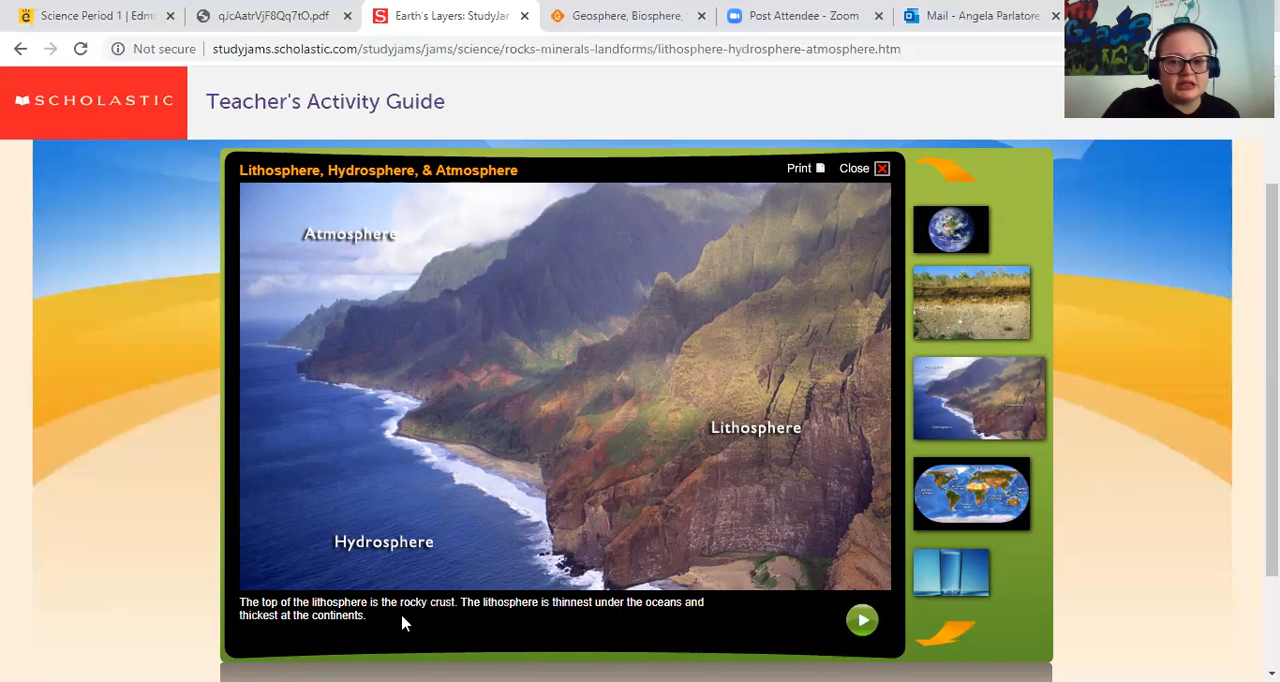 Science Period 1 | Edm
qJcAatrVjF8Qq7tO.pdf
Earth's Layers: StudyJar
Geosphere, Biosphere,
Post Attendee - Zoom
Mail - Angela Parlatore
Not secure
studyjams.scholastic.com/studyjams/jams/science/rocks-minerals-landforms/lithosphere-hydrosphere-atmosphere.htm
SCHOLASTIC
Teacher's Activity Guide
Lithosphere, Hydrosphere, & Atmosphere
Print
Close
Atmosphere
Lithosphere
Hydrosphere
The top of the lithosphere is the rocky crust. The lithosphere is thinnest under the oceans and
thickest at the continents.